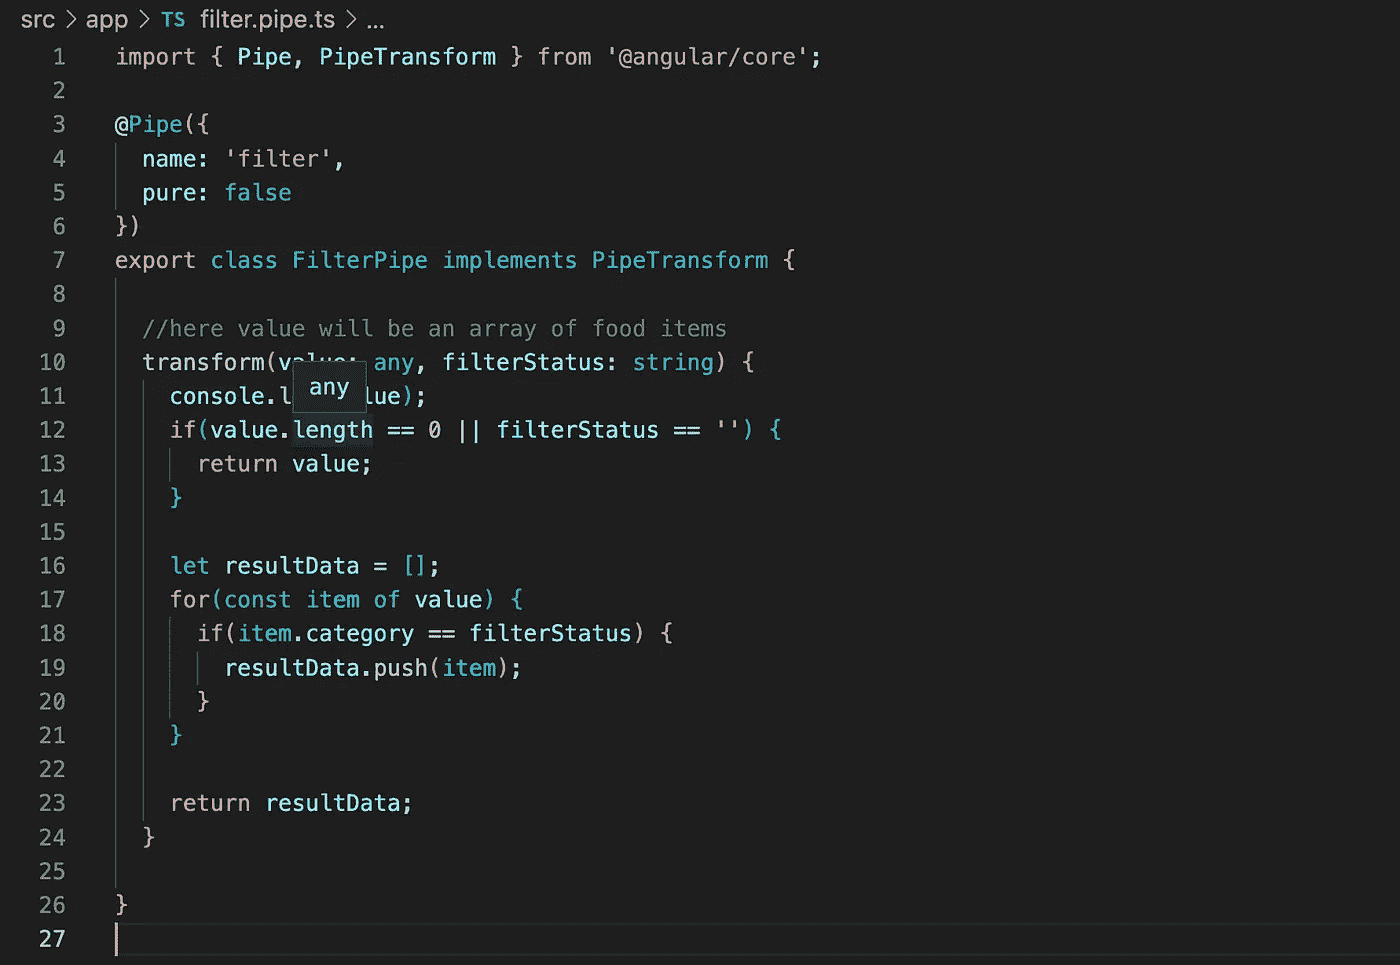 src > app > TS filter.pipe.ts > ...
1 import { Pipe, PipeTransform } from '@angular/core';
2
3 @Pipe({
4 name: 'filter',
5 pure: false
6 })
7 export class FilterPipe implements PipeTransform {
8
9 //here value will be an array of food items
10 transform(value: any, filterStatus: string) {
any
11 console.l lue);
12 if(value.length == 0 || filterStatus == '') {
13 return value;
14 }
15
16 let resultData = [];
17 for(const item of value) {
18 if(item.category == filterStatus) {
19 resultData.push(item);
20 }
21 }
22
23 return resultData;
24 }
25
26 }
27